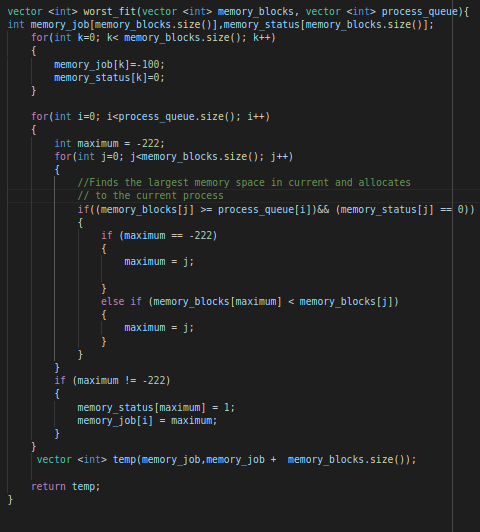 vector <int> worst_fit(vector <int> memory_blocks, vector <int> process_queue){
int memory_job[memory_blocks.size()],memory_status[memory_blocks.size()];
    for(int k=0; k< memory_blocks.size(); k++)
    {
        memory_job[k]=-100;
        memory_status[k]=0;
    }

    for(int i=0; i<process_queue.size(); i++)
    {
        int maximum = -222;
        for(int j=0; j<memory_blocks.size(); j++)
        {
            //Finds the largest memory space in current and allocates
            // to the current process
            if((memory_blocks[j] >= process_queue[i])&& (memory_status[j] == 0))
            {
                if (maximum == -222)
                {
                    maximum = j;

                }
                else if (memory_blocks[maximum] < memory_blocks[j])
                {
                    maximum = j;
                }
            }
        }
        if (maximum != -222)
        {
            memory_status[maximum] = 1;
            memory_job[i] = maximum;
        }
    }
     vector <int> temp(memory_job,memory_job +  memory_blocks.size());

    return temp;
}